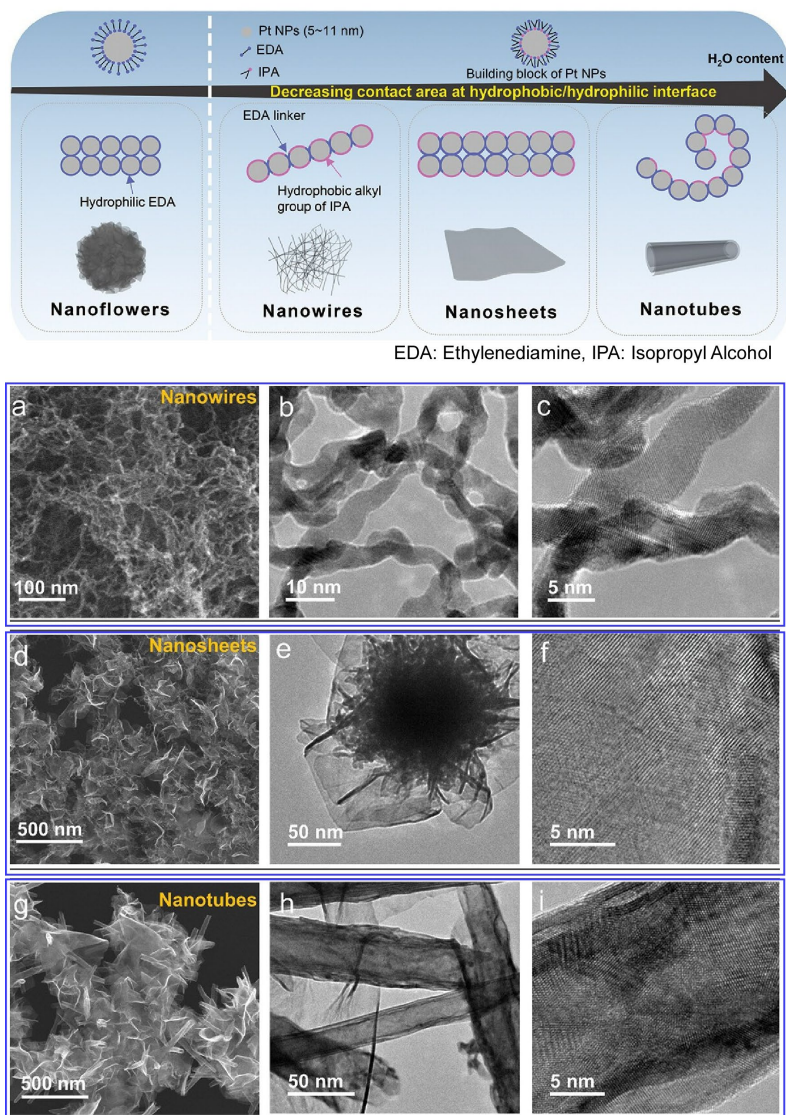 Pt NPs (5~11 nm)
EDA
IPA
Building block of Pt NPs
H2O content
Decreasing contact area at hydrophobic/hydrophilic interface
EDA linker
Hydrophilic EDA
Hydrophobic alkyl
group of IPA
Nanoflowers
Nanowires
Nanosheets
Nanotubes
EDA: Ethylenediamine, IPA: Isopropyl Alcohol
a
Nanowires
b
c
100 nm
10 nm
5 nm
d
Nanosheets
e
f
500 nm
50 nm
5 nm
g
Nanotubes
h
i
500 nm
50 nm
5 nm